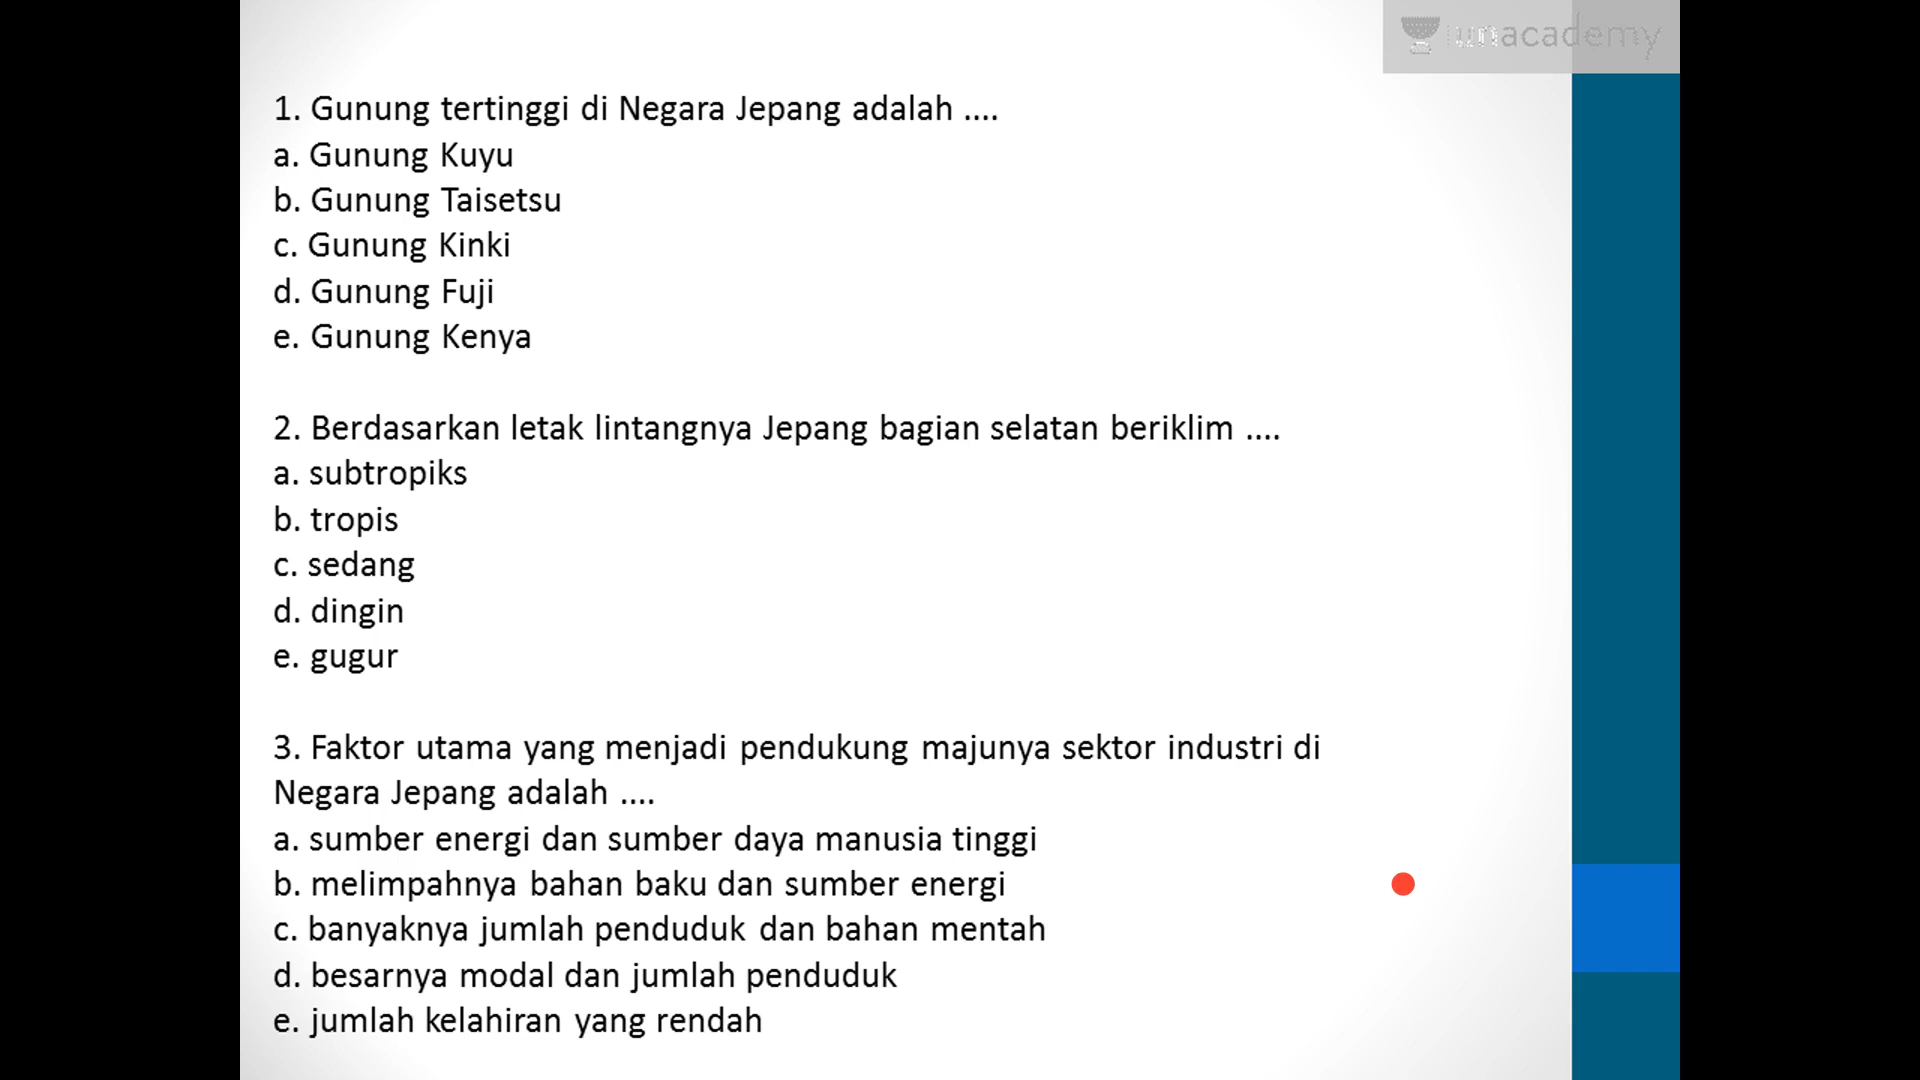 unacademy
1. Gunung tertinggi di Negara Jepang adalah ....
a. Gunung Kuyu
b. Gunung Taisetsu
c. Gunung Kinki
d. Gunung Fuji
e. Gunung Kenya
2. Berdasarkan letak lintangnya Jepang bagian selatan beriklim ....
a. subtropiks
b. tropis
c. sedang
d. dingin
e. gugur
3. Faktor utama yang menjadi pendukung majunya sektor industri di
Negara Jepang adalah ....
a. sumber energi dan sumber daya manusia tinggi
b. melimpahnya bahan baku dan sumber energi
c. banyaknya jumlah penduduk dan bahan mentah
d. besarnya modal dan jumlah penduduk
e. jumlah kelahiran yang rendah